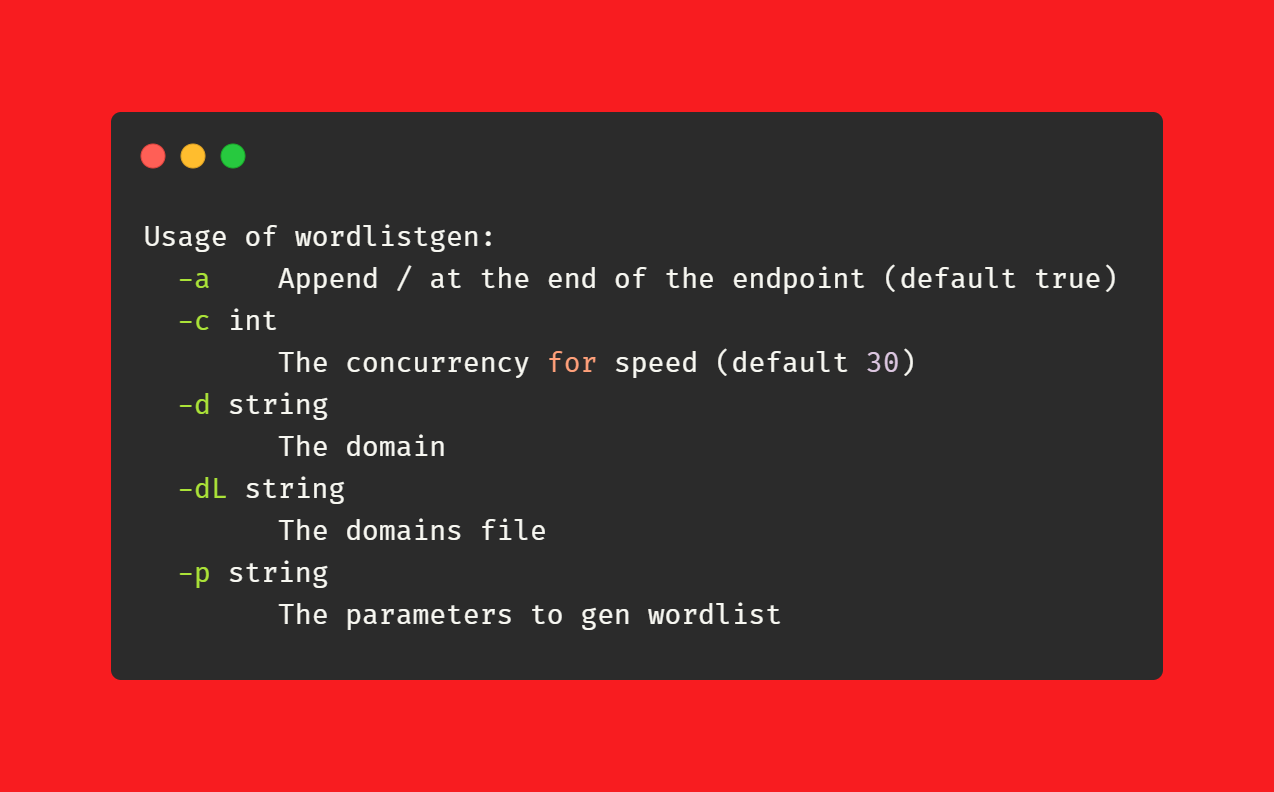 Usage of wordlistgen:
  -a    Append / at the end of the endpoint (default true)
  -c int
        The concurrency for speed (default 30)
  -d string
        The domain
  -dL string
        The domains file
  -p string
        The parameters to gen wordlist